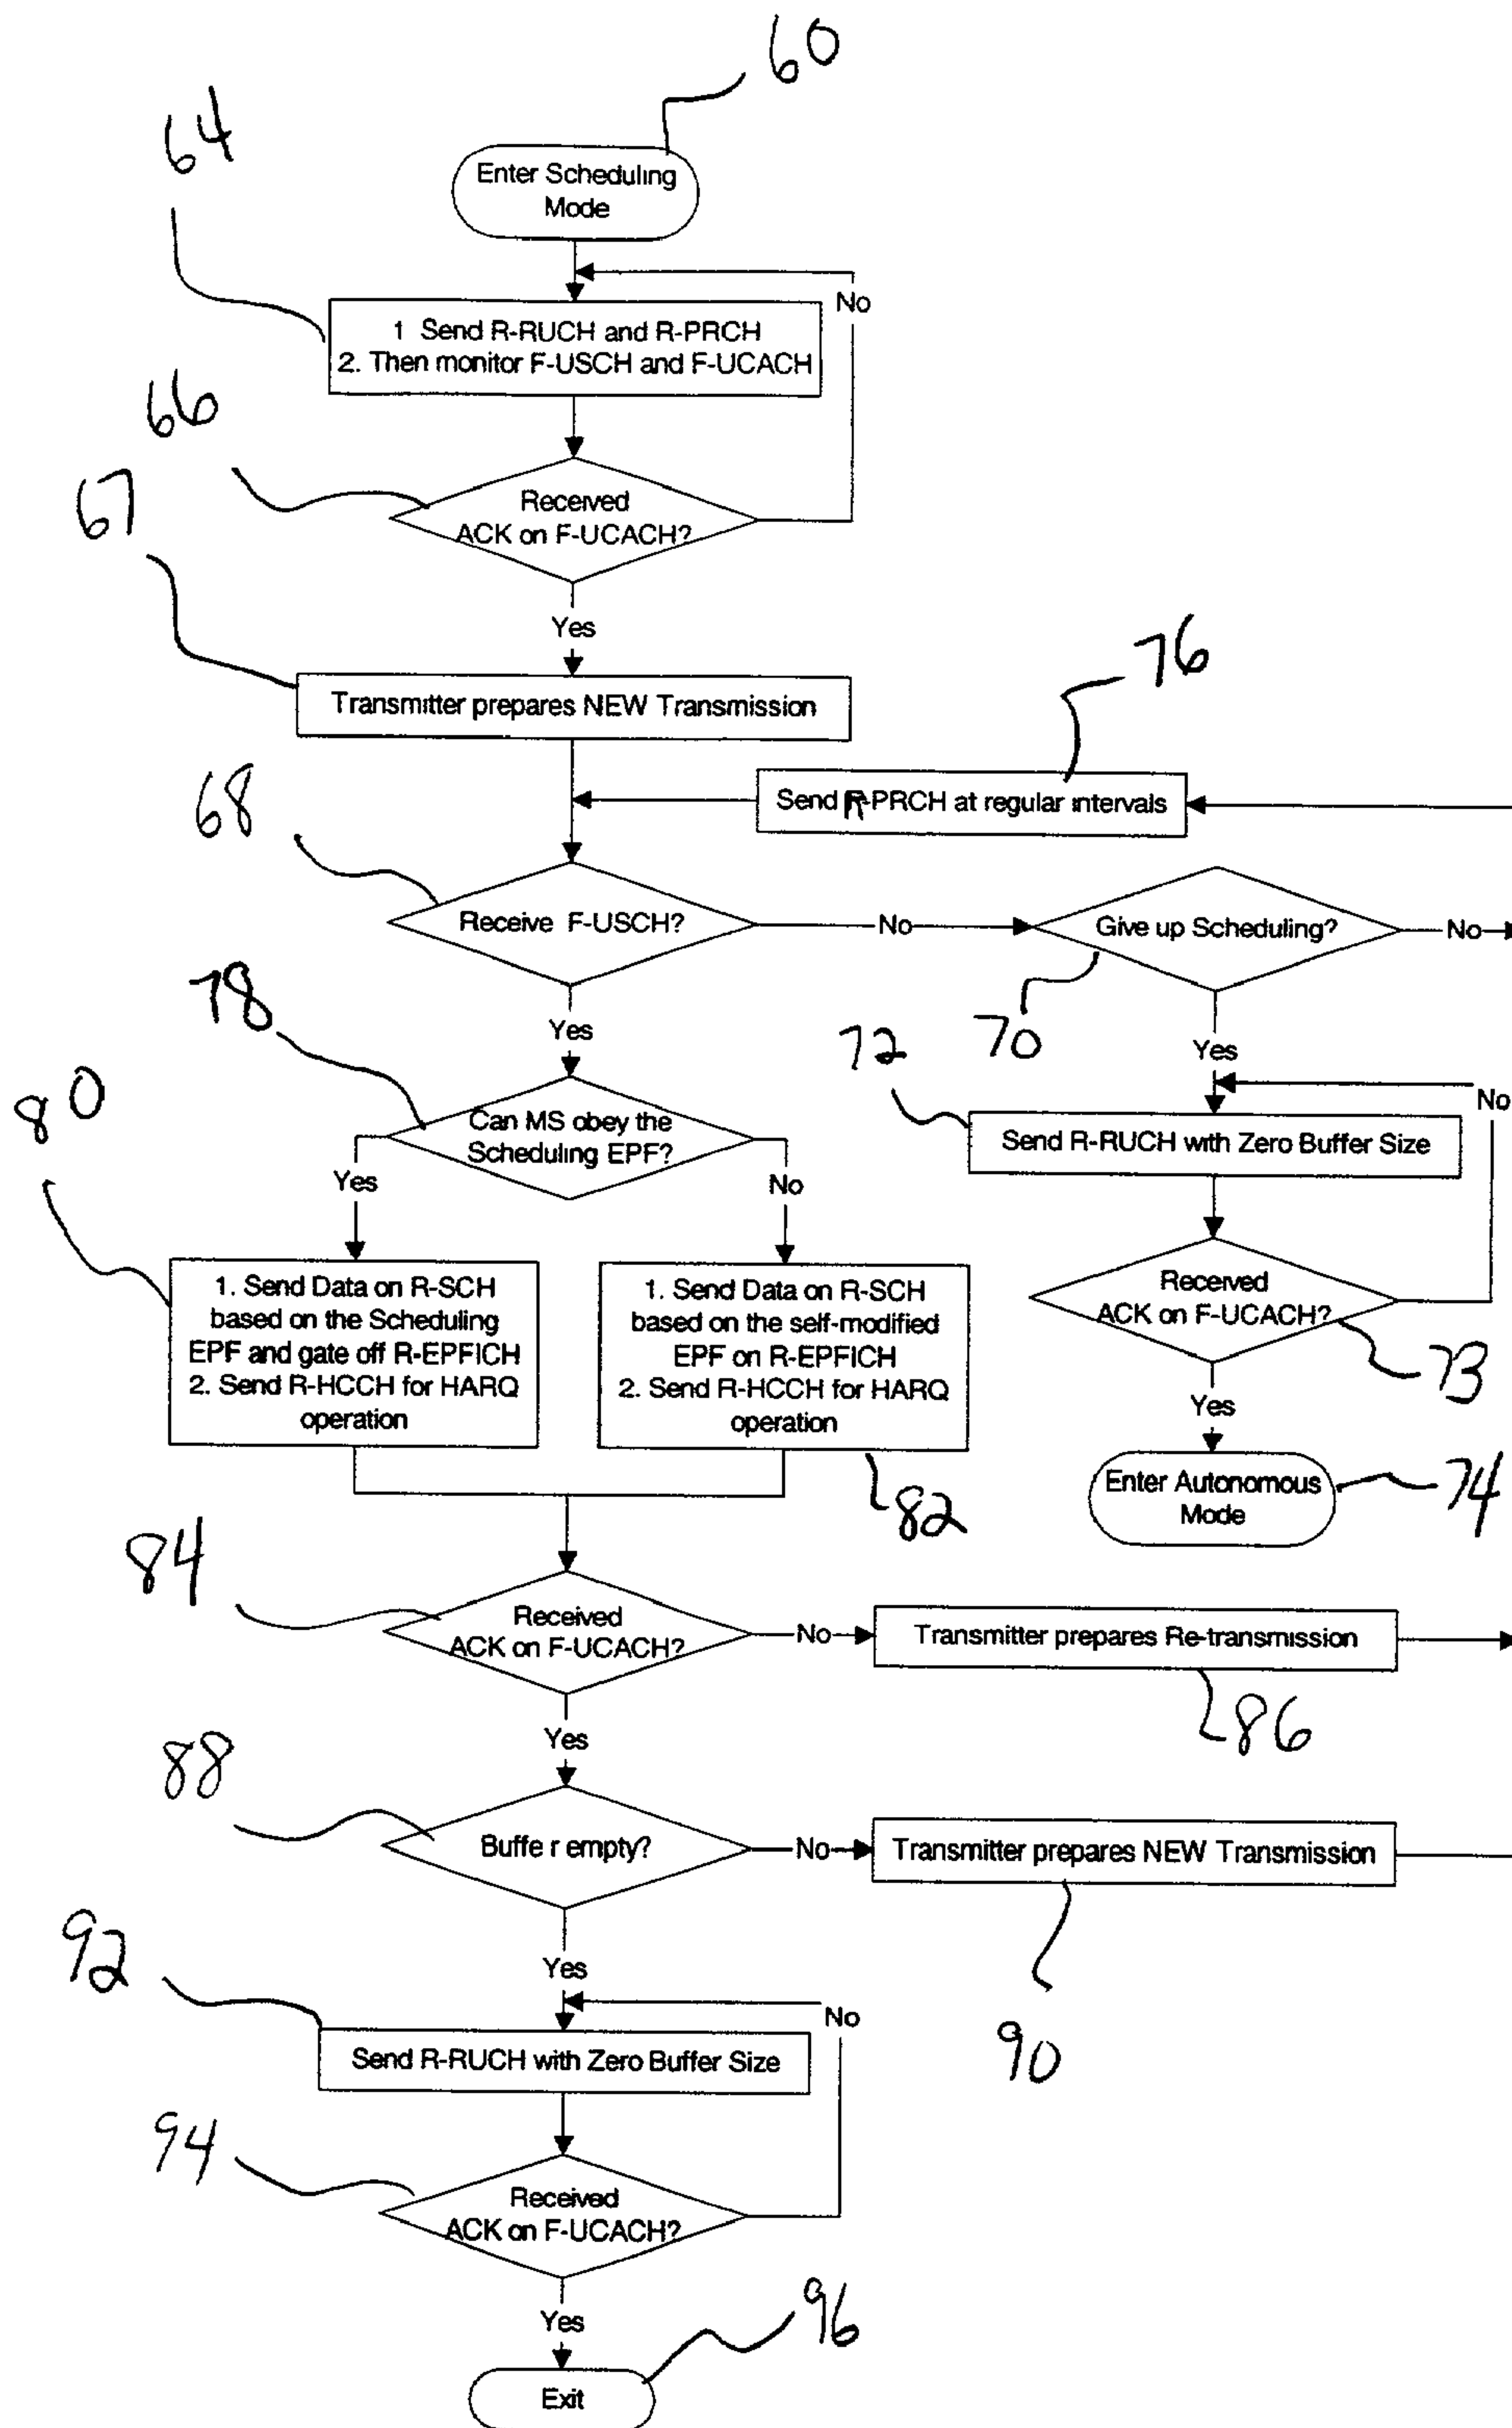 60
64
Enter Scheduling
Mode
No
1 Send R-RUCH and R-PRCH
2. Then monitor F-USCH and F-UCACH
66
Received
ACK on F-UCACH?
67
Yes
Transmitter prepares NEW Transmission
76
Send R-PRCH at regular intervals
68
Receive F-USCH?
No
Give up Scheduling?
No
70
Yes
78
Yes
72
No
Can MS obey the
Scheduling EPF?
Send R-RUCH with Zero Buffer Size
80
Yes
No
1. Send Data on R-SCH
based on the Scheduling
EPF and gate off R-EPFICH
2. Send R-HCCH for HARQ
operation
1. Send Data on R-SCH
based on the self-modified
EPF on R-EPFICH
2. Send R-HCCH for HARQ
operation
82
Received
ACK on F-UCACH?
73
Yes
Enter Autonomous
Mode
74
84
Received
ACK on F-UCACH?
No
Transmitter prepares Re-transmission
86
Yes
88
Buffe r empty?
No
Transmitter prepares NEW Transmission
90
Yes
92
No
Send R-RUCH with Zero Buffer Size
94
Received
ACK on F-UCACH?
Yes
96
Exit